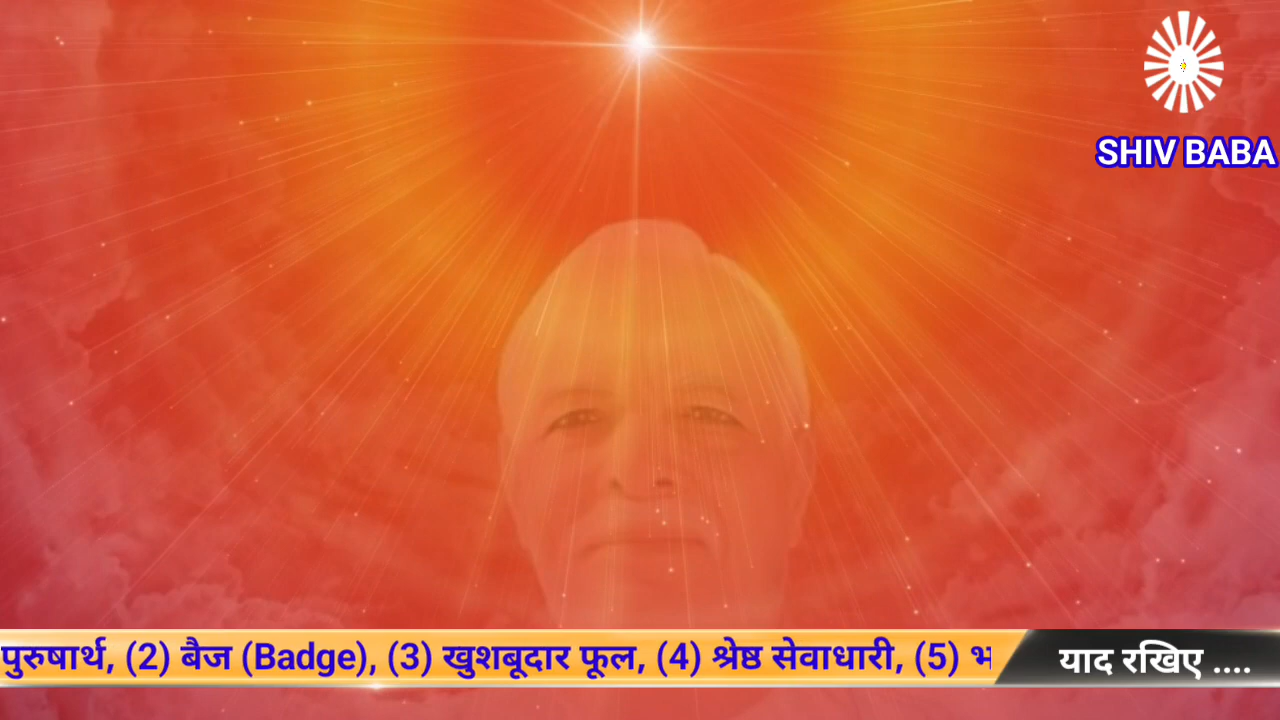 SHIV BABA
पुरुषार्थ, (2) बैज (Badge), (3) खुशबूदार फूल, (4) श्रेष्ठ सेवाधारी, (5)
याद रखिए ....